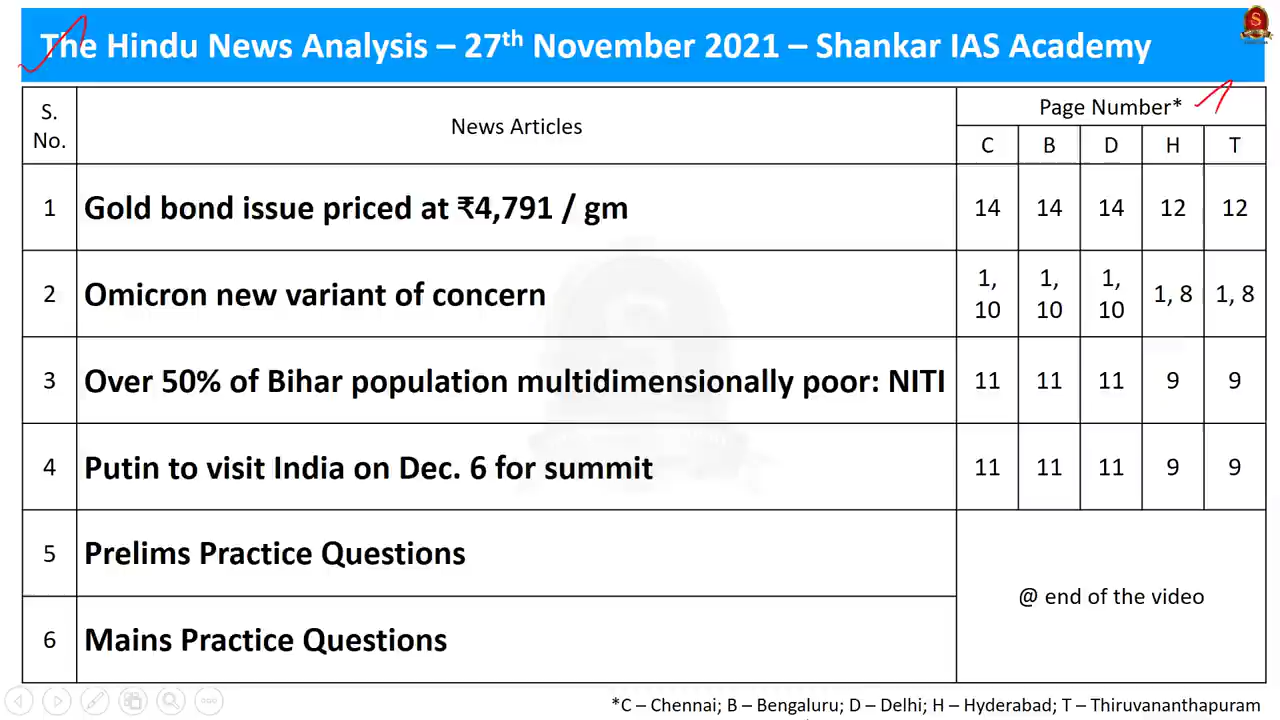 The Hindu News Analysis – 27th November 2021 – Shankar IAS Academy
S. No. News Articles Page Number*
C B D H T
1 Gold bond issue priced at ₹4,791 / gm 14 14 14 12 12
2 Omicron new variant of concern 1, 10 1, 10 1, 10 1, 8 1, 8
3 Over 50% of Bihar population multidimensionally poor: NITI 11 11 11 9 9
4 Putin to visit India on Dec. 6 for summit 11 11 11 9 9
5 Prelims Practice Questions
@ end of the video
6 Mains Practice Questions
*C – Chennai; B – Bengaluru; D – Delhi; H – Hyderabad; T – Thiruvananthapuram